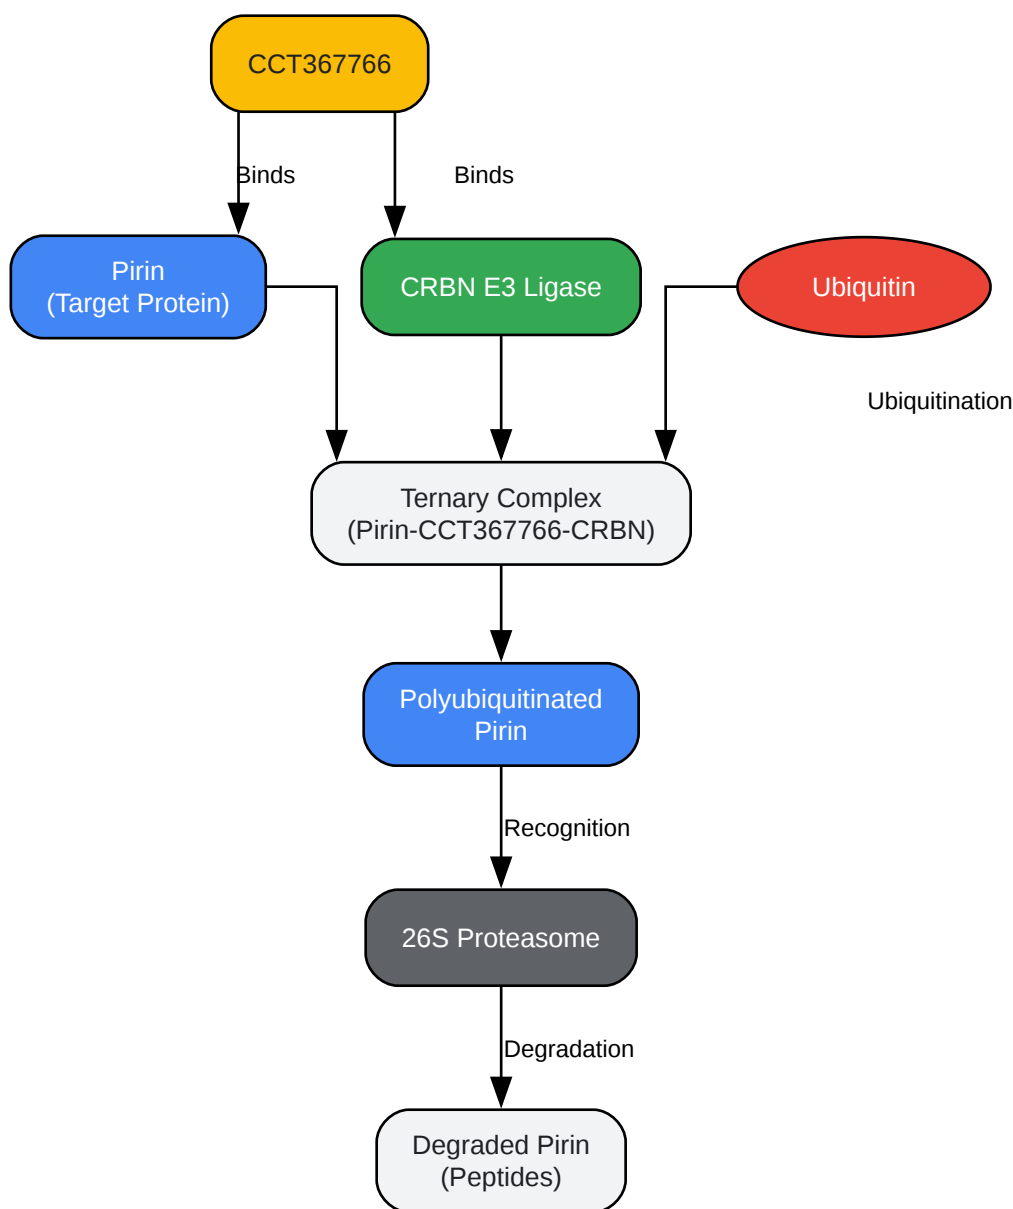 CCT367766
Binds
Binds
Pirin
(Target Protein)
CRBN E3 Ligase
Ubiquitin
Ubiquitination
Ternary Complex
(Pirin-CCT367766-CRBN)
Polyubiquitinated
Pirin
Recognition
26S Proteasome
Degradation
Degraded Pirin
(Peptides)